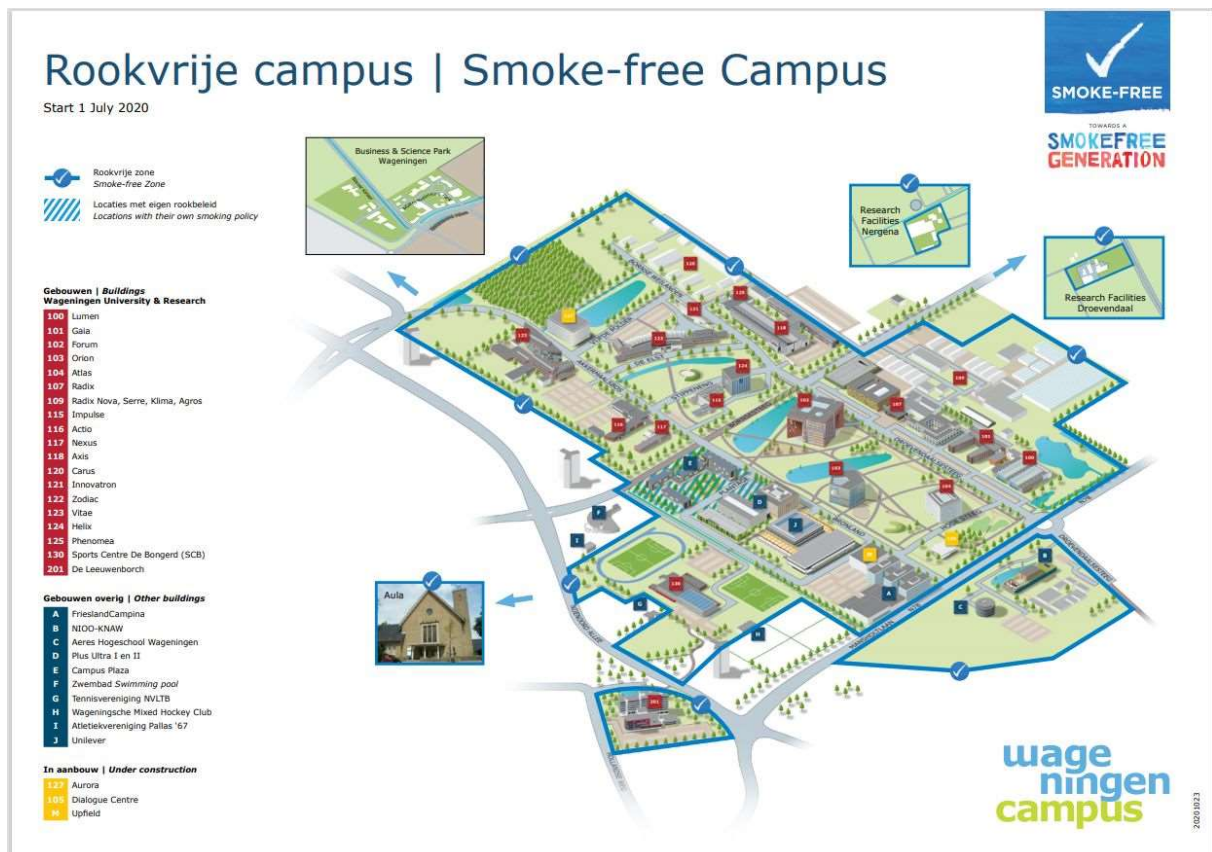 Rookvrije campus | Smoke-free Campus
Start 1 July 2020
SMOKE-FREE
TOWARDS A
SMOKEFREE
GENERATION
Rookvrije zone
Smoke-free Zone
Locaties met eigen rookbeleid
Locations with their own smoking policy
Business & Science Park
Wageningen
Research
Facilities
Nergena
Research Facilities
Droevendaal
Gebouwen | Buildings
Wageningen University & Research
100 Lumen
101 Gaia
102 Forum
103 Orion
104 Atlas
107 Radix
109 Radix Nova, Serre, Klima, Agros
115 Impulse
116 Actio
117 Nexus
118 Axis
120 Carus
121 Innovatron
122 Zodiac
123 Vitae
124 Helix
125 Phenomea
130 Sports Centre De Bongerd (SCB)
201 De Leeuwenborch
Gebouwen overig | Other buildings
A FrieslandCampina
B NIOO-KNAW
C Aeres Hogeschool Wageningen
D Plus Ultra I en II
E Campus Plaza
F Zwembad Swimming pool
G Tennisvereniging NVLTB
H Wageningsche Mixed Hockey Club
I Atletiekvereniging Pallas '67
J Unilever
In aanbouw | Under construction
127 Aurora
105 Dialogue Centre
Upfield
Aula
E
F
I
D
J
G
H
A
B
C
118
124
107
117
201
wage
ningen
campus
20201023